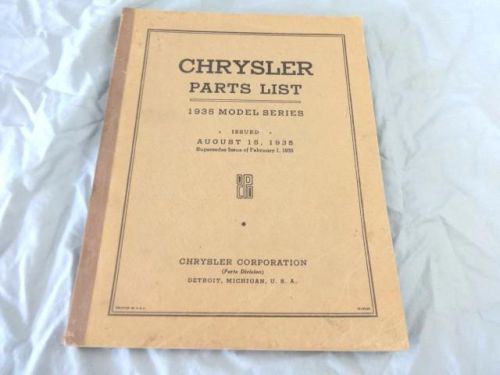 CHRYSLER
PARTS LIST
1935 MODEL SERIES
ISSUED
AUGUST 15, 1935
Supersedes Issue of February 1, 1935
CHRYSLER CORPORATION
(Parts Division)
DETROIT, MICHIGAN, U. S. A.